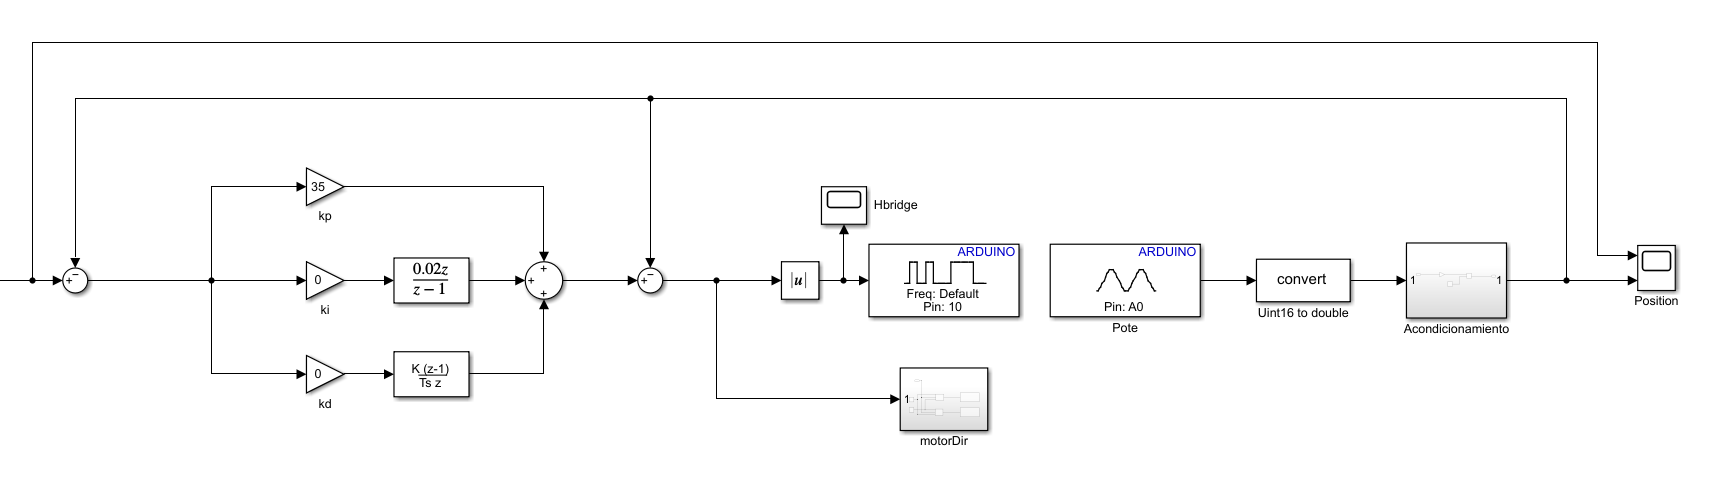 35
kp
0
ki
0.02z
z − 1
0
kd
K (z-1)
Ts z
|u|
Hbridge
ARDUINO
Freq: Default
Pin: 10
1
motorDir
ARDUINO
Pin: A0
Pote
convert
Uint16 to double
1 1
Acondicionamiento
Position